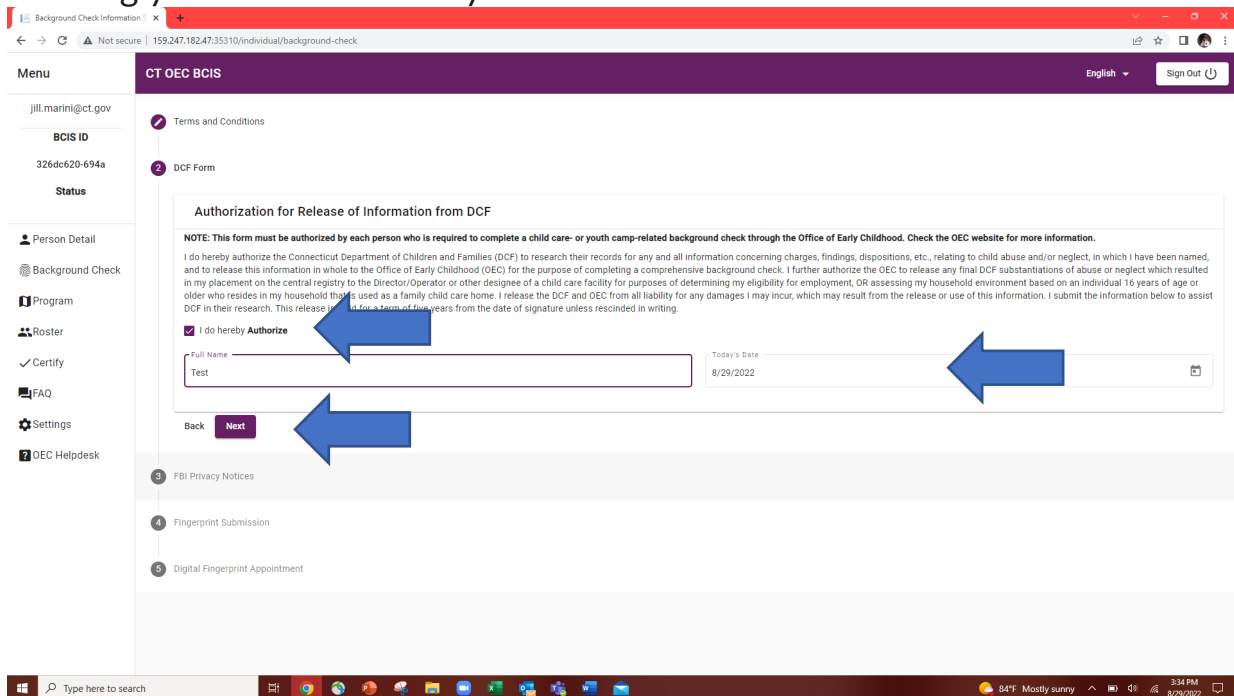 Background Check Information S
Not secure | 159.247.182.47:35310/individual/background-check
Menu
CT OEC BCIS
English
Sign Out
jill.marini@ct.gov
BCIS ID
326dc620-694a
Status
Person Detail
Background Check
Program
Roster
Certify
FAQ
Settings
OEC Helpdesk
Terms and Conditions
2 DCF Form
Authorization for Release of Information from DCF
NOTE: This form must be authorized by each person who is required to complete a child care- or youth camp-related background check through the Office of Early Childhood. Check the OEC website for more information.
I do hereby authorize the Connecticut Department of Children and Families (DCF) to research their records for any and all information concerning charges, findings, dispositions, etc., relating to child abuse and/or neglect, in which I have been named,
and to release this information in whole to the Office of Early Childhood (OEC) for the purpose of completing a comprehensive background check. I further authorize the OEC to release any final DCF substantiations of abuse or neglect which resulted
in my placement on the central registry to the Director/Operator or other designee of a child care facility for purposes of determining my eligibility for employment, OR assessing my household environment based on an individual 16 years of age or
older who resides in my household that is used as a family child care home. I release the DCF and OEC from all liability for any damages I may incur, which may result from the release or use of this information. I submit the information below to assist
DCF in their research. This release is for a term of five years from the date of signature unless rescinded in writing.
I do hereby Authorize
Full Name
Test
Today's Date
8/29/2022
Back Next
3 FBI Privacy Notices
4 Fingerprint Submission
5 Digital Fingerprint Appointment
Type here to search
84°F Mostly sunny
3:34 PM
8/29/2022